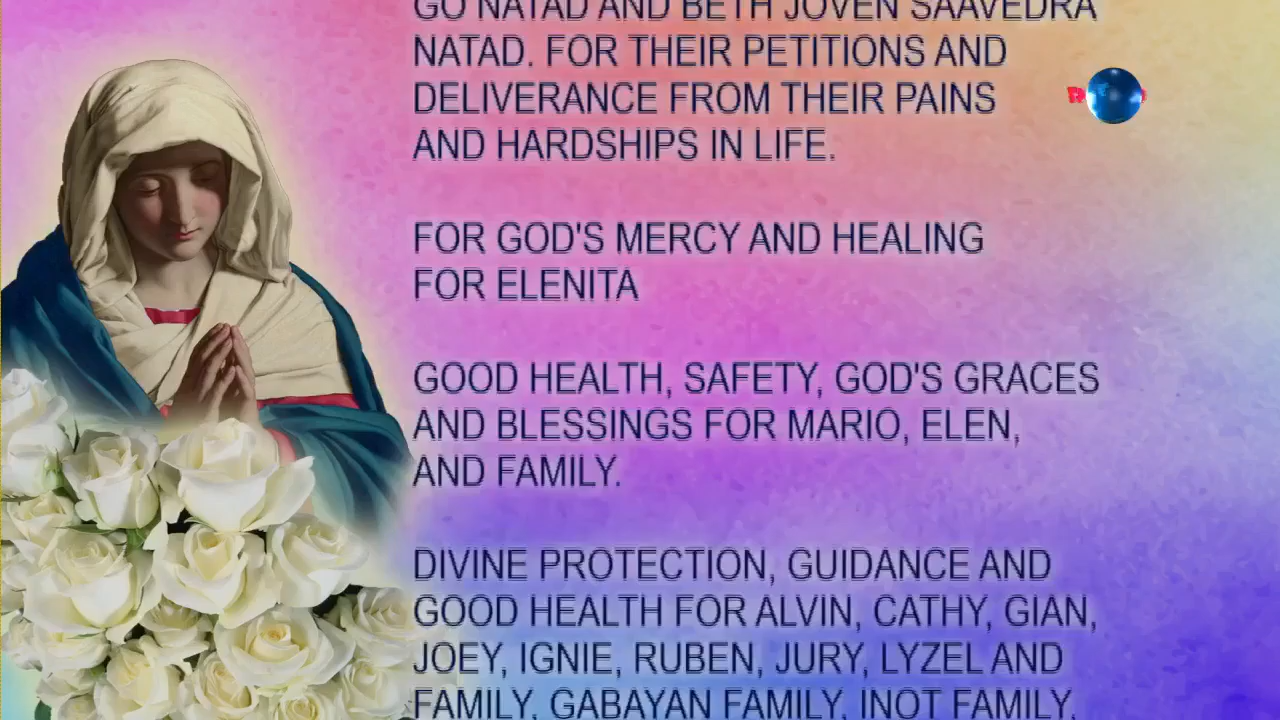 GO NATAD AND BETH JOVEN SAAVEDRA
NATAD. FOR THEIR PETITIONS AND
DELIVERANCE FROM THEIR PAINS
AND HARDSHIPS IN LIFE.
FOR GOD'S MERCY AND HEALING
FOR ELENITA
GOOD HEALTH, SAFETY, GOD'S GRACES
AND BLESSINGS FOR MARIO, ELEN,
AND FAMILY.
DIVINE PROTECTION, GUIDANCE AND
GOOD HEALTH FOR ALVIN, CATHY, GIAN,
JOEY, IGNIE, RUBEN, JURY, LYZEL AND
FAMILY, GABAYAN FAMILY, INOT FAMILY,